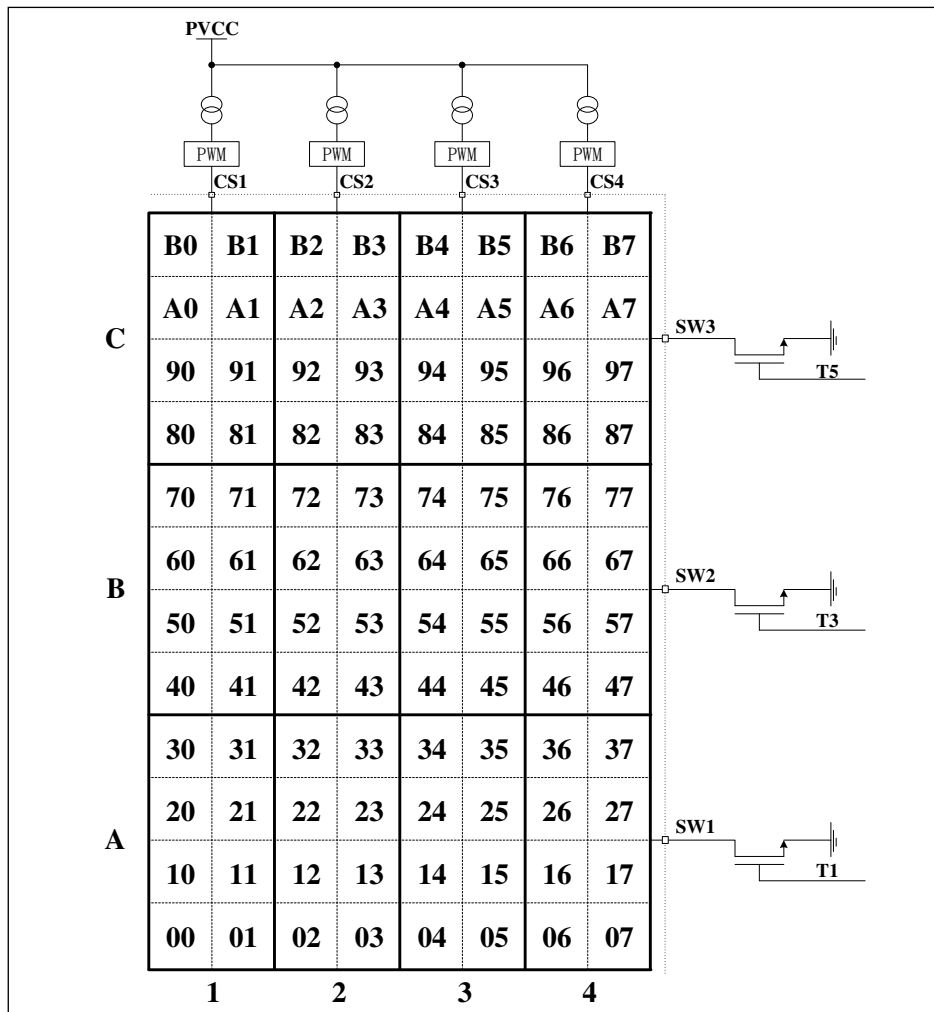 PVCC
PWM PWM PWM PWM
CS1 CS2 CS3 CS4
B0 B1 B2 B3 B4 B5 B6 B7
A0 A1 A2 A3 A4 A5 A6 A7
C SW3
90 91 92 93 94 95 96 97
T5
80 81 82 83 84 85 86 87
70 71 72 73 74 75 76 77
60 61 62 63 64 65 66 67
B SW2
50 51 52 53 54 55 56 57
T3
40 41 42 43 44 45 46 47
30 31 32 33 34 35 36 37
20 21 22 23 24 25 26 27
A SW1
10 11 12 13 14 15 16 17
T1
00 01 02 03 04 05 06 07
1 2 3 4